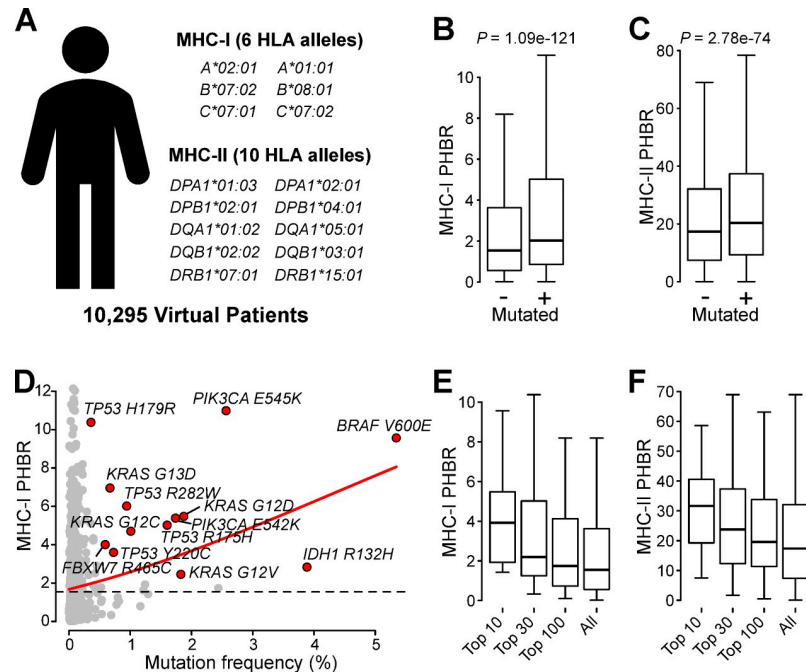 A
MHC-I (6 HLA alleles)
A*02:01 A*01:01
B*07:02 B*08:01
C*07:01 C*07:02
MHC-II (10 HLA alleles)
DPA1*01:03 DPA1*02:01
DPB1*02:01 DPB1*04:01
DQA1*01:02 DQA1*05:01
DQB1*02:02 DQB1*03:01
DRB1*07:01 DRB1*15:01
10,295 Virtual Patients
B
P = 1.09e-121
MHC-I PHBR
10
8
6
4
2
0
- +
Mutated
C
P = 2.78e-74
MHC-II PHBR
80
60
40
20
0
- +
Mutated
D
MHC-I PHBR
12
10
8
6
4
2
0
TP53 H179R
PIK3CA E545K
BRAF V600E
KRAS G13D
TP53 R282W
KRAS G12D
KRAS G12C
PIK3CA E542K
TP53 R175H
TP53 Y220C
IDH1 R132H
FBXW7 R465C
KRAS G12V
0 1 2 3 4 5
Mutation frequency (%)
E
MHC-I PHBR
10
8
6
4
2
0
Top 10 Top 30 Top 100 All
F
MHC-II PHBR
70
60
50
40
30
20
10
0
Top 10 Top 30 Top 100 All